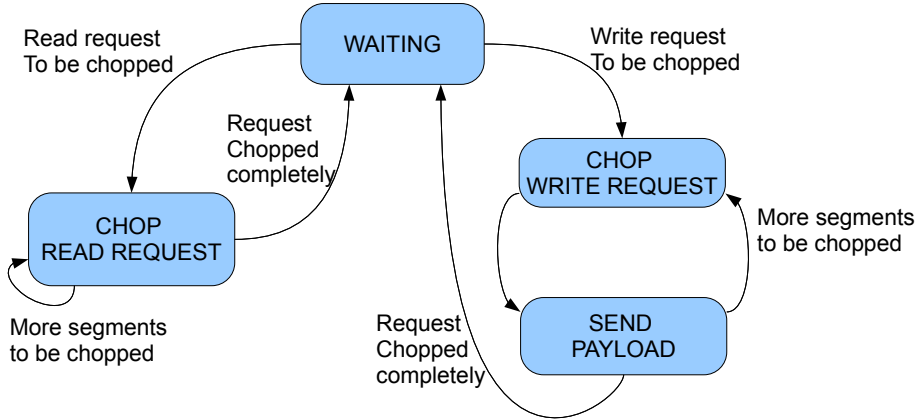 WAITING
Read request
To be chopped
Write request
To be chopped
Request
Chopped
completely
CHOP
WRITE REQUEST
CHOP
READ REQUEST
More segments
to be chopped
More segments
to be chopped
Request
Chopped
completely
SEND
PAYLOAD